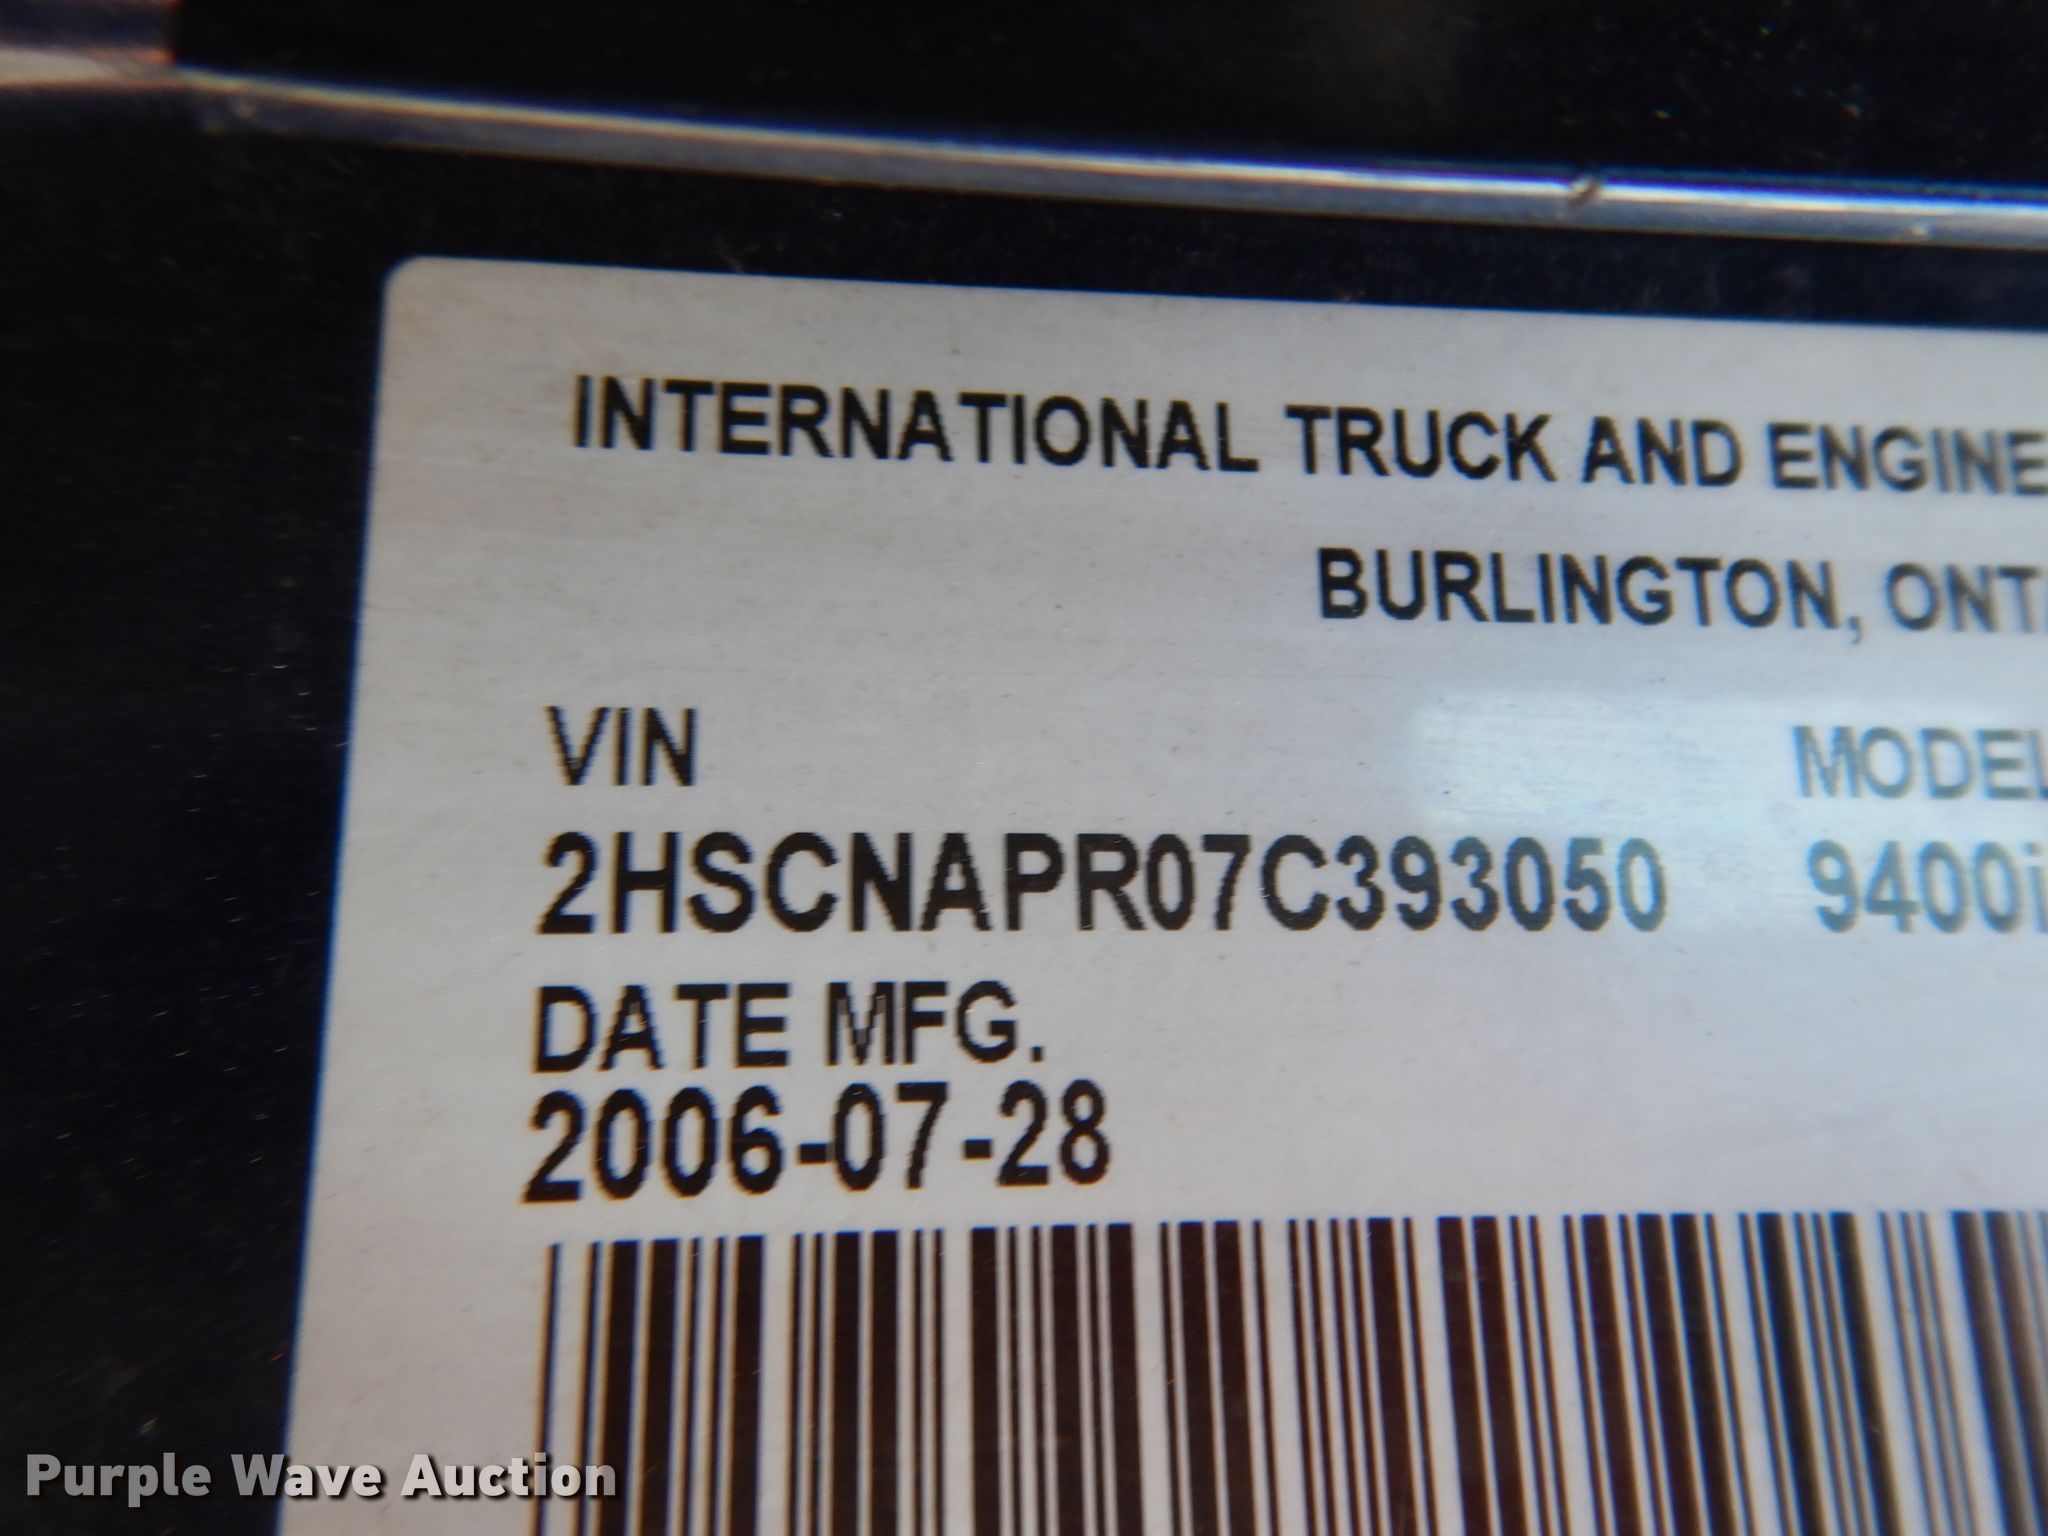 INTERNATIONAL TRUCK AND ENGINE
BURLINGTON, ONT
VIN
MODEL
2HSCNAPR07C393050
9400i
DATE MFG.
2006-07-28
Purple Wave Auction